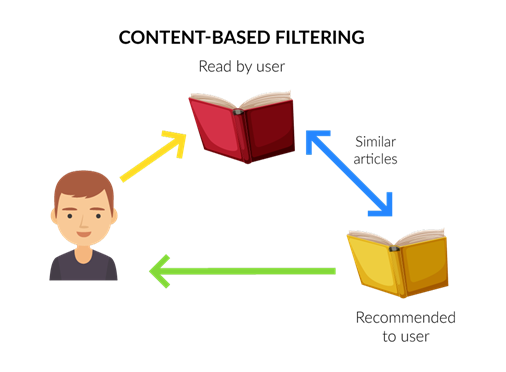 CONTENT-BASED FILTERING
Read by user
Similar
articles
Recommended
to user